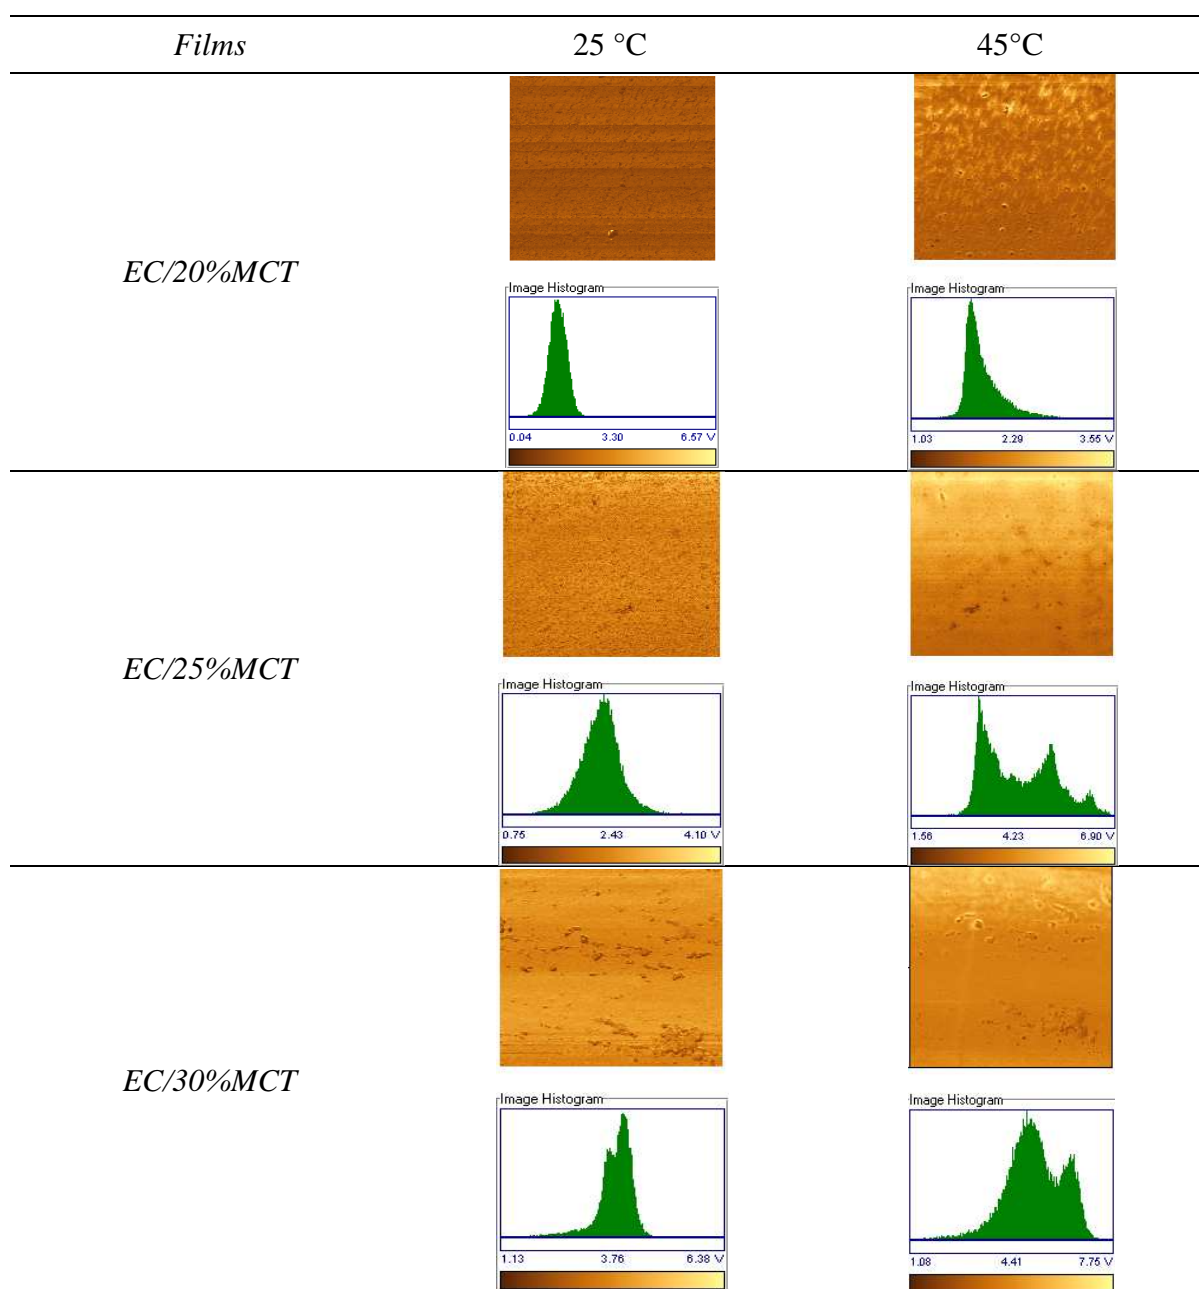 Films 25 °C 45°C
EC/20%MCT
Image Histogram Image Histogram
0.04 3.30 6.57 V 1.03 2.29 3.55 V
EC/25%MCT
Image Histogram Image Histogram
0.75 2.43 4.10 V 1.56 4.23 6.90 V
EC/30%MCT
Image Histogram Image Histogram
1.13 3.76 6.38 V 1.08 4.41 7.75 V